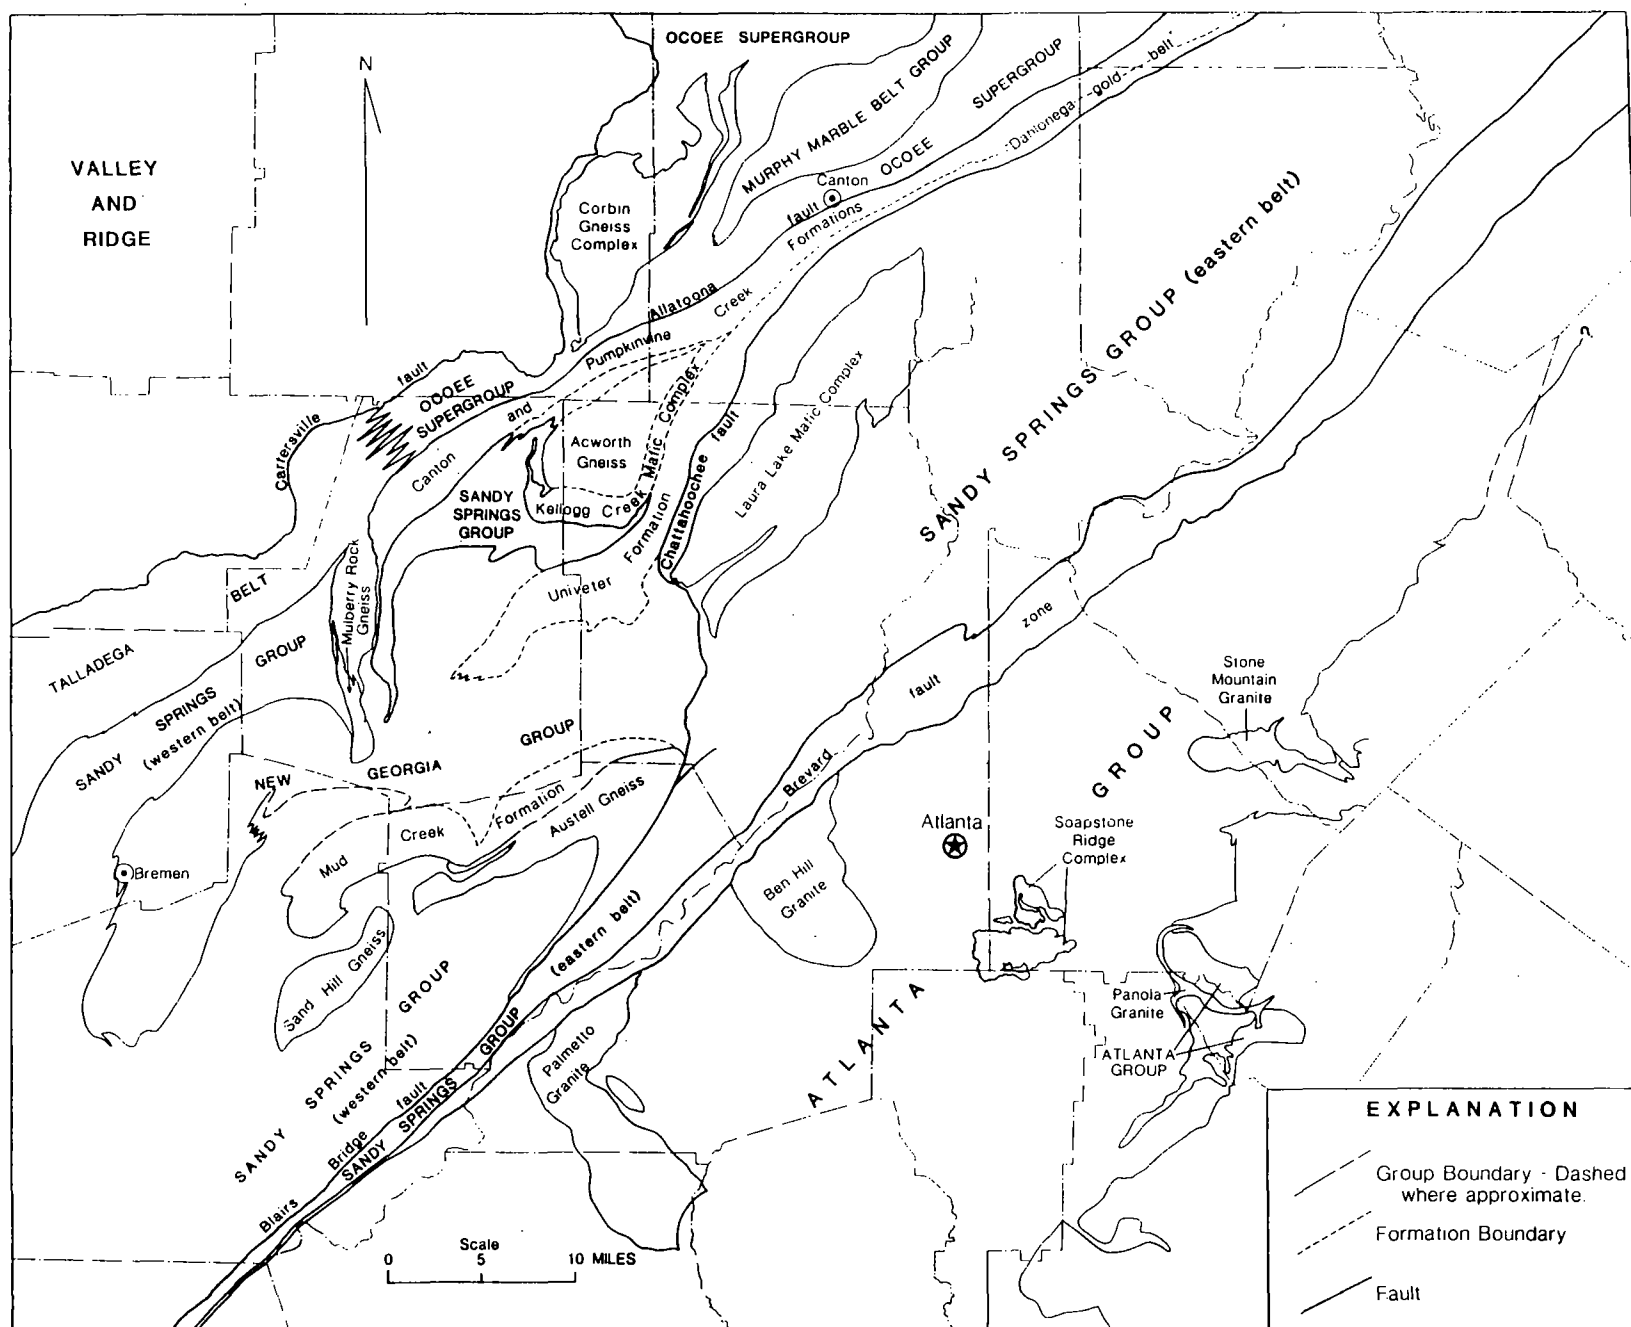 OCOEE SUPERGROUP
N
MURPHY MARBLE BELT GROUP
OCOEE SUPERGROUP
Dahlonega gold belt
VALLEY
AND
RIDGE
Corbin
Gneiss
Complex
Canton
Allatoona fault
Pumpkinvine Creek
and
Canton
Formations
SANDY SPRINGS GROUP (eastern belt)
?
Cartersville fault
OCOEE
SUPERGROUP
Acworth
Gneiss
Kellogg Creek Mafic Complex
SANDY
SPRINGS
GROUP
Chattahoochee fault
Laura Lake Mafic Complex
Univeter Formation
Mulberry Rock
Gneiss
TALLADEGA BELT
SANDY SPRINGS GROUP
(western belt)
NEW GEORGIA GROUP
Mud Creek Formation
Austell Gneiss
Bremen
Sand Hill Gneiss
Brevard fault zone
Stone
Mountain
Granite
Atlanta
Soapstone
Ridge
Complex
Ben Hill
Granite
Panola
Granite
ATLANTA
GROUP
ATLANTA GROUP
Palmetto
Granite
SANDY SPRINGS GROUP
(western belt)
SANDY SPRINGS GROUP
(eastern belt)
Blairs Bridge fault
Scale
0 5 10 MILES
EXPLANATION
Group Boundary - Dashed
where approximate.
Formation Boundary
Fault